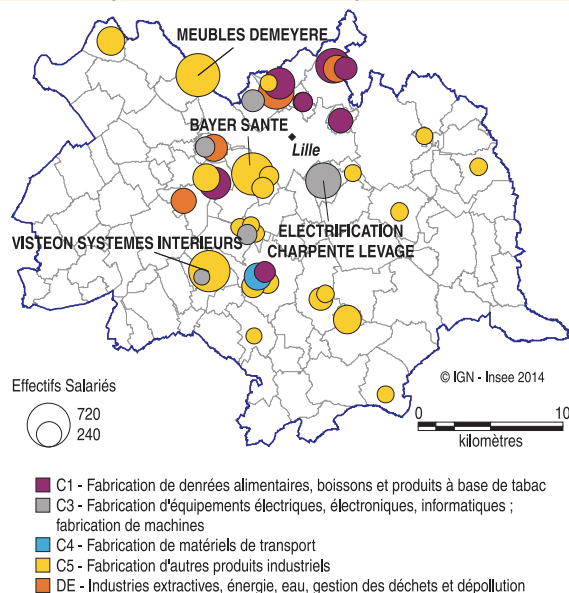 MEUBLES DEMEYERE
BAYER SANTE
Lille
ELECTRIFICATION
CHARPENTE LEVAGE
VISTEON SYSTEMES INTERIEURS
Effectifs Salariés
720
240
© IGN - Insee 2014
0 10
kilomètres
C1 - Fabrication de denrées alimentaires, boissons et produits à base de tabac
C3 - Fabrication d'équipements électriques, électroniques, informatiques ;
fabrication de machines
C4 - Fabrication de matériels de transport
C5 - Fabrication d'autres produits industriels
DE - Industries extractives, énergie, eau, gestion des déchets et dépollution